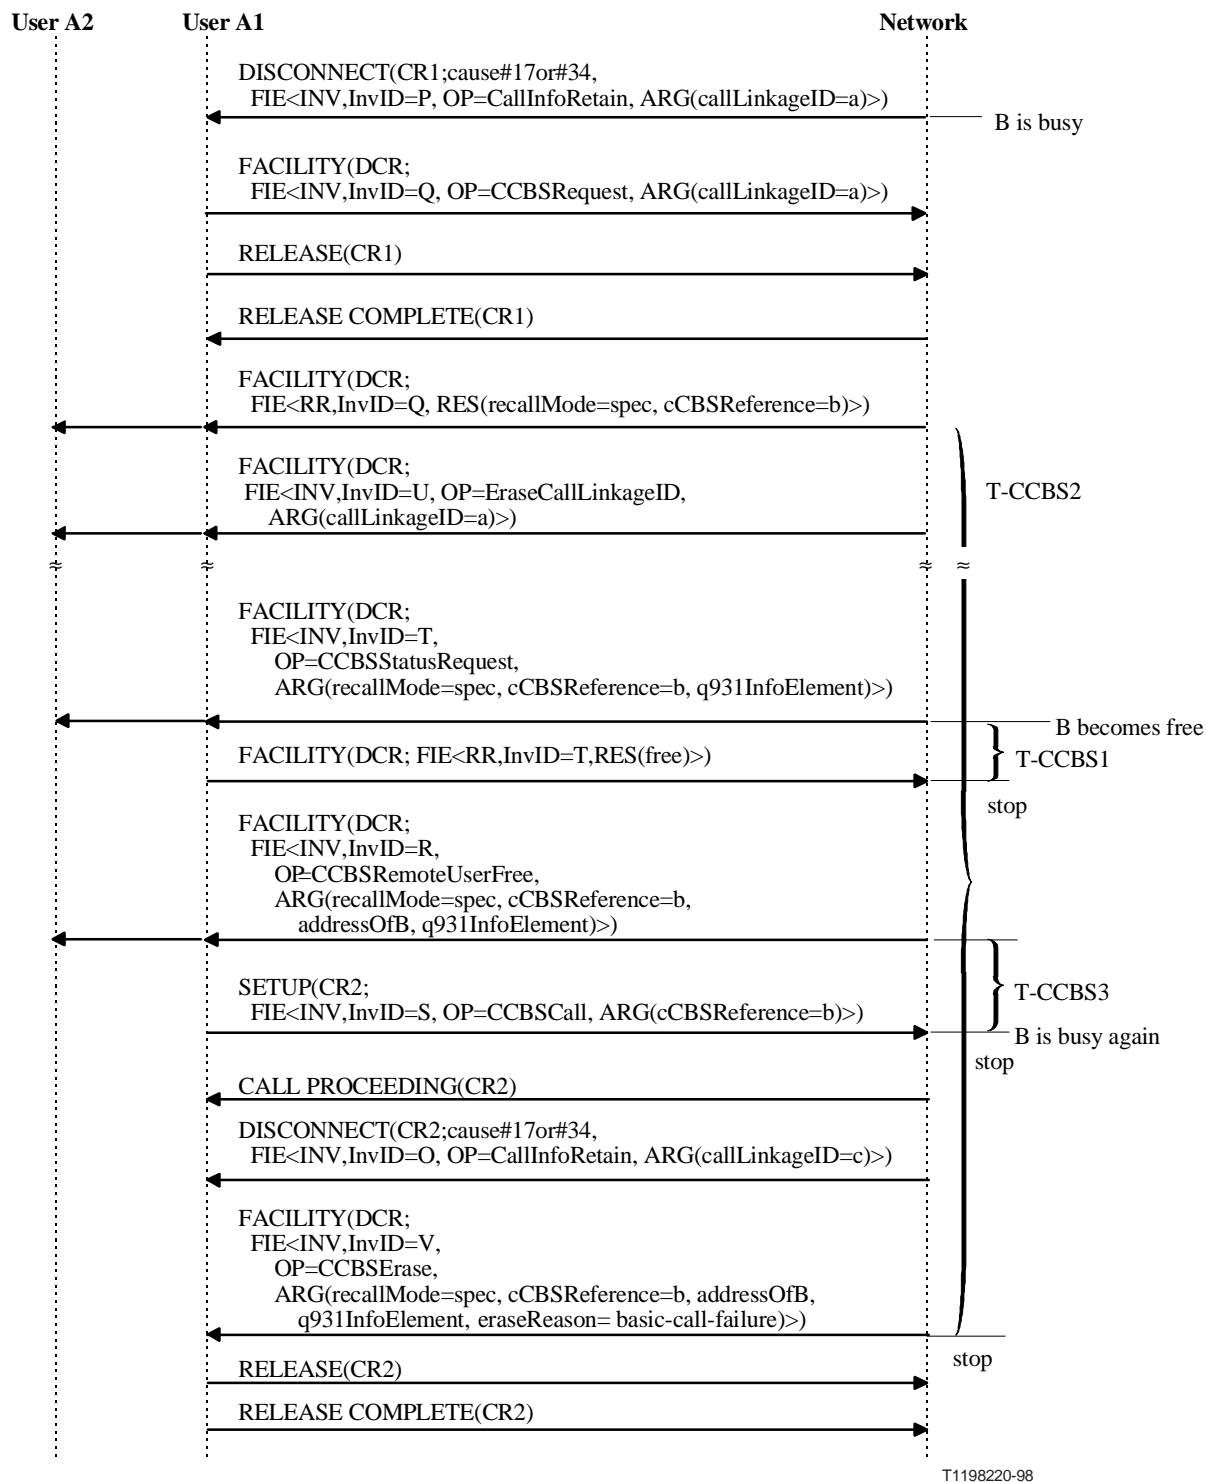 User A2 User A1 Network
DISCONNECT(CR1;cause#17or#34,
FIE<INV,InvID=P, OP=CallInfoRetain, ARG(callLinkageID=a)>)
B is busy
FACILITY(DCR;
FIE<INV,InvID=Q, OP=CCBSRequest, ARG(callLinkageID=a)>)
RELEASE(CR1)
RELEASE COMPLETE(CR1)
FACILITY(DCR;
FIE<RR,InvID=Q, RES(recallMode=spec, cCBSReference=b)>)
FACILITY(DCR;
FIE<INV,InvID=U, OP=EraseCallLinkageID,
ARG(callLinkageID=a)>)
T-CCBS2
≈ ≈ ≈ ≈
FACILITY(DCR;
FIE<INV,InvID=T,
OP=CCBSStatusRequest,
ARG(recallMode=spec, cCBSReference=b, q931InfoElement)>)
B becomes free
FACILITY(DCR; FIE<RR,InvID=T,RES(free)>)
T-CCBS1
stop
FACILITY(DCR;
FIE<INV,InvID=R,
OP=CCBSRemoteUserFree,
ARG(recallMode=spec, cCBSReference=b,
addressOfB, q931InfoElement)>)
SETUP(CR2;
FIE<INV,InvID=S, OP=CCBSCall, ARG(cCBSReference=b)>)
T-CCBS3
B is busy again
stop
CALL PROCEEDING(CR2)
DISCONNECT(CR2;cause#17or#34,
FIE<INV,InvID=O, OP=CallInfoRetain, ARG(callLinkageID=c)>)
FACILITY(DCR;
FIE<INV,InvID=V,
OP=CCBSErase,
ARG(recallMode=spec, cCBSReference=b, addressOfB,
q931InfoElement, eraseReason= basic-call-failure)>)
stop
RELEASE(CR2)
RELEASE COMPLETE(CR2)
T1198220-98